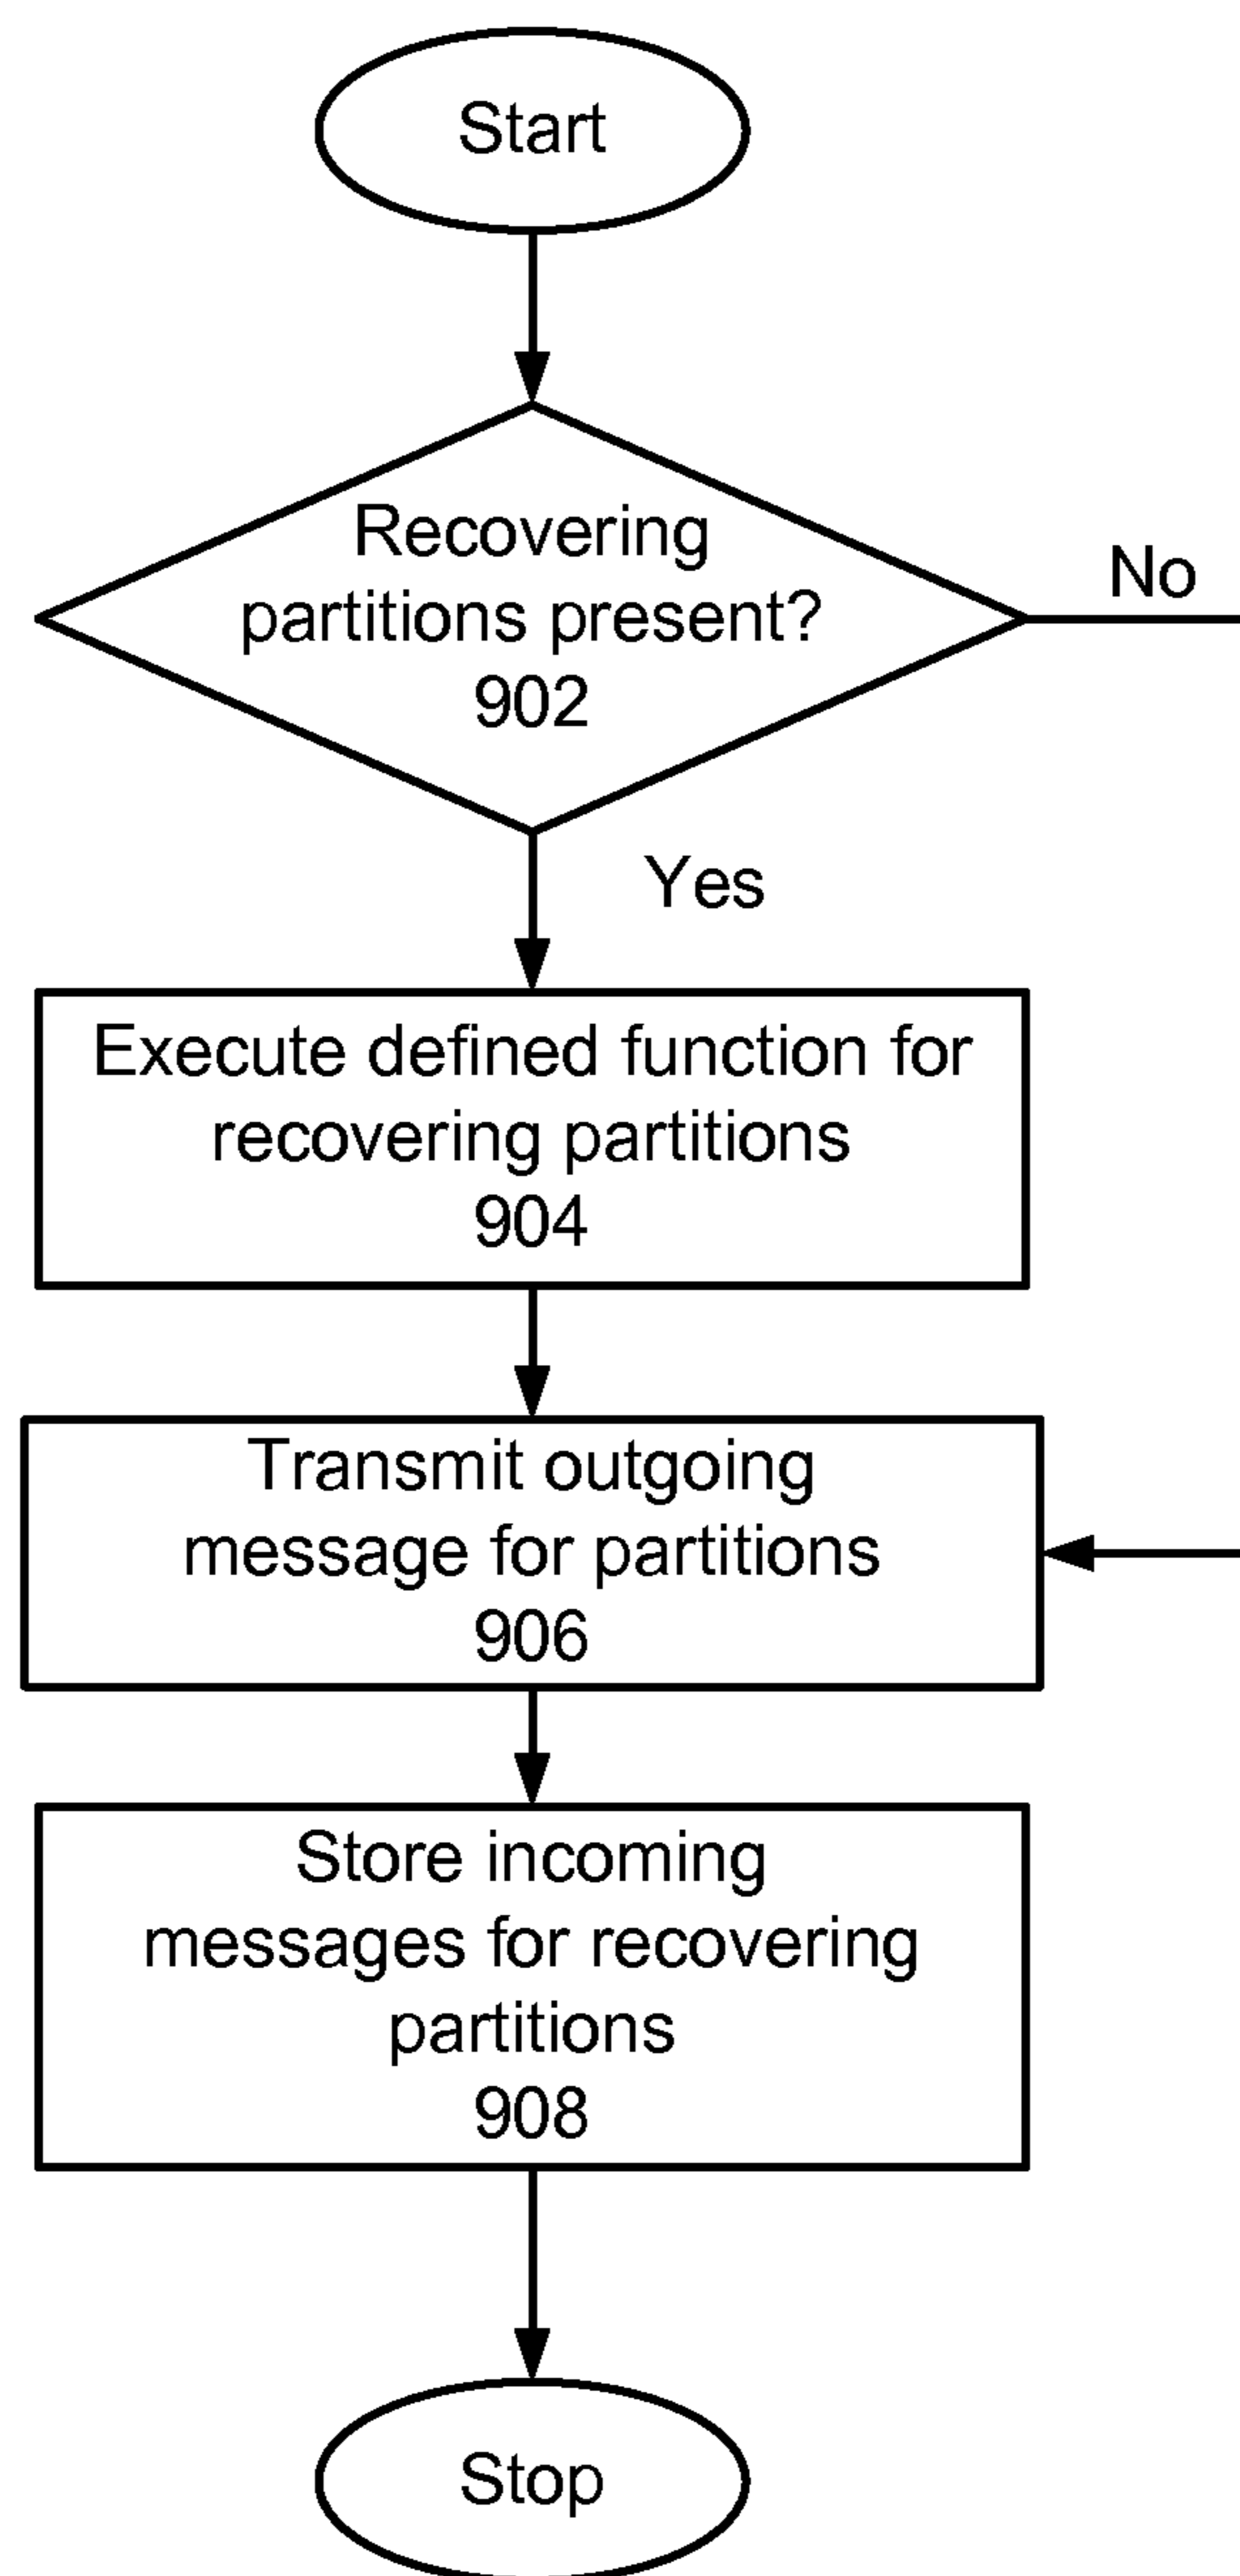 Start
Recovering
partitions present?
902
No
Yes
Execute defined function for
recovering partitions
904
Transmit outgoing
message for partitions
906
Store incoming
messages for recovering
partitions
908
Stop